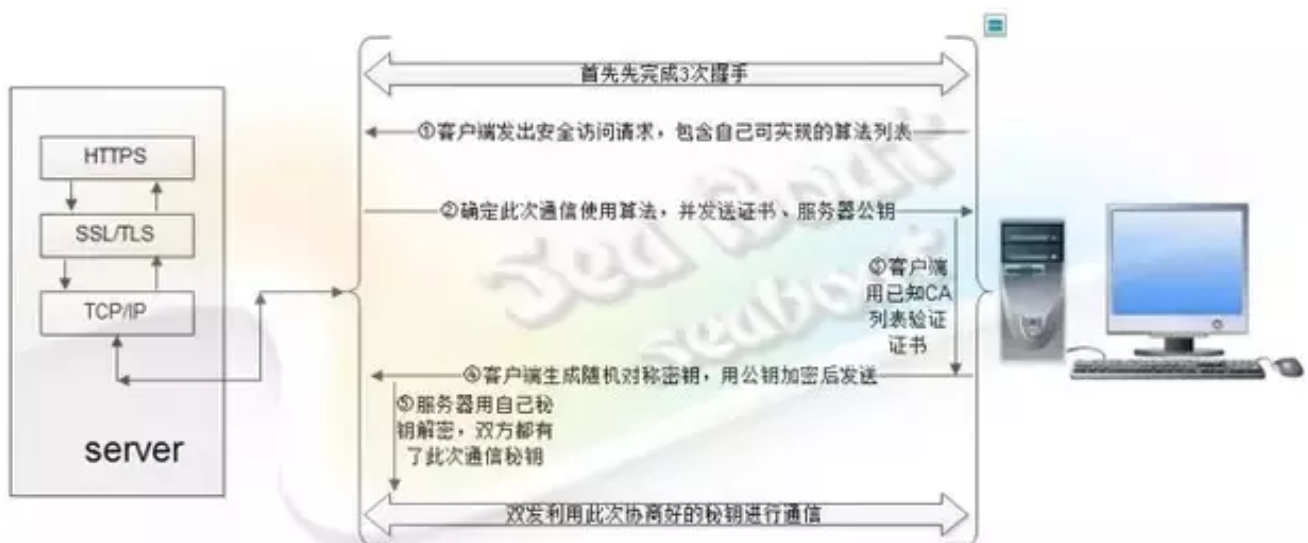 首先先完成3次握手
①客户端发出安全访问请求，包含自己可实现的算法列表
HTTPS
②确定此次通信使用算法，并发送证书、服务器公钥
SSL/TLS
③客户端
用已知CA
列表验证
证书
TCP/IP
④客户端生成随机对称密钥，用公钥加密后发送
⑤服务器用自己秘
钥解密，双方都有
了此次通信秘钥
server
双发利用此次协商好的秘钥进行通信
Sea Boat
seaboat